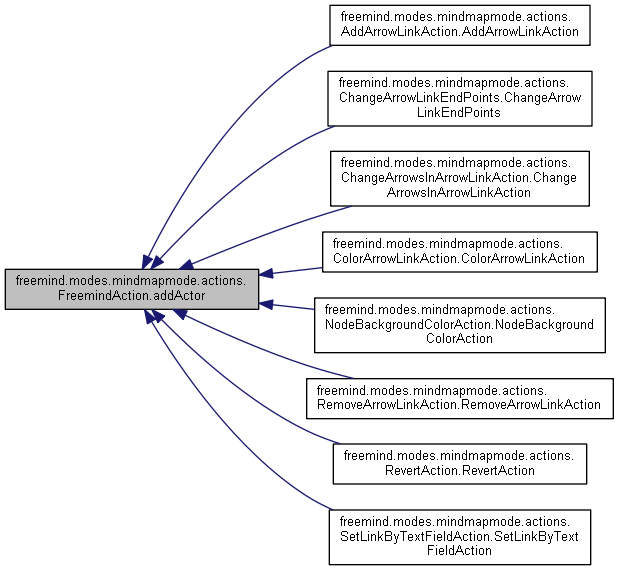 freemind.modes.mindmapmode.actions.
AddArrowLinkAction.AddArrowLinkAction
freemind.modes.mindmapmode.actions.
ChangeArrowLinkEndPoints.ChangeArrow
LinkEndPoints
freemind.modes.mindmapmode.actions.
ChangeArrowsInArrowLinkAction.Change
ArrowsInArrowLinkAction
freemind.modes.mindmapmode.actions.
ColorArrowLinkAction.ColorArrowLinkAction
freemind.modes.mindmapmode.actions.
FreemindAction.addActor
freemind.modes.mindmapmode.actions.
NodeBackgroundColorAction.NodeBackground
ColorAction
freemind.modes.mindmapmode.actions.
RemoveArrowLinkAction.RemoveArrowLinkAction
freemind.modes.mindmapmode.actions.
RevertAction.RevertAction
freemind.modes.mindmapmode.actions.
SetLinkByTextFieldAction.SetLinkByText
FieldAction